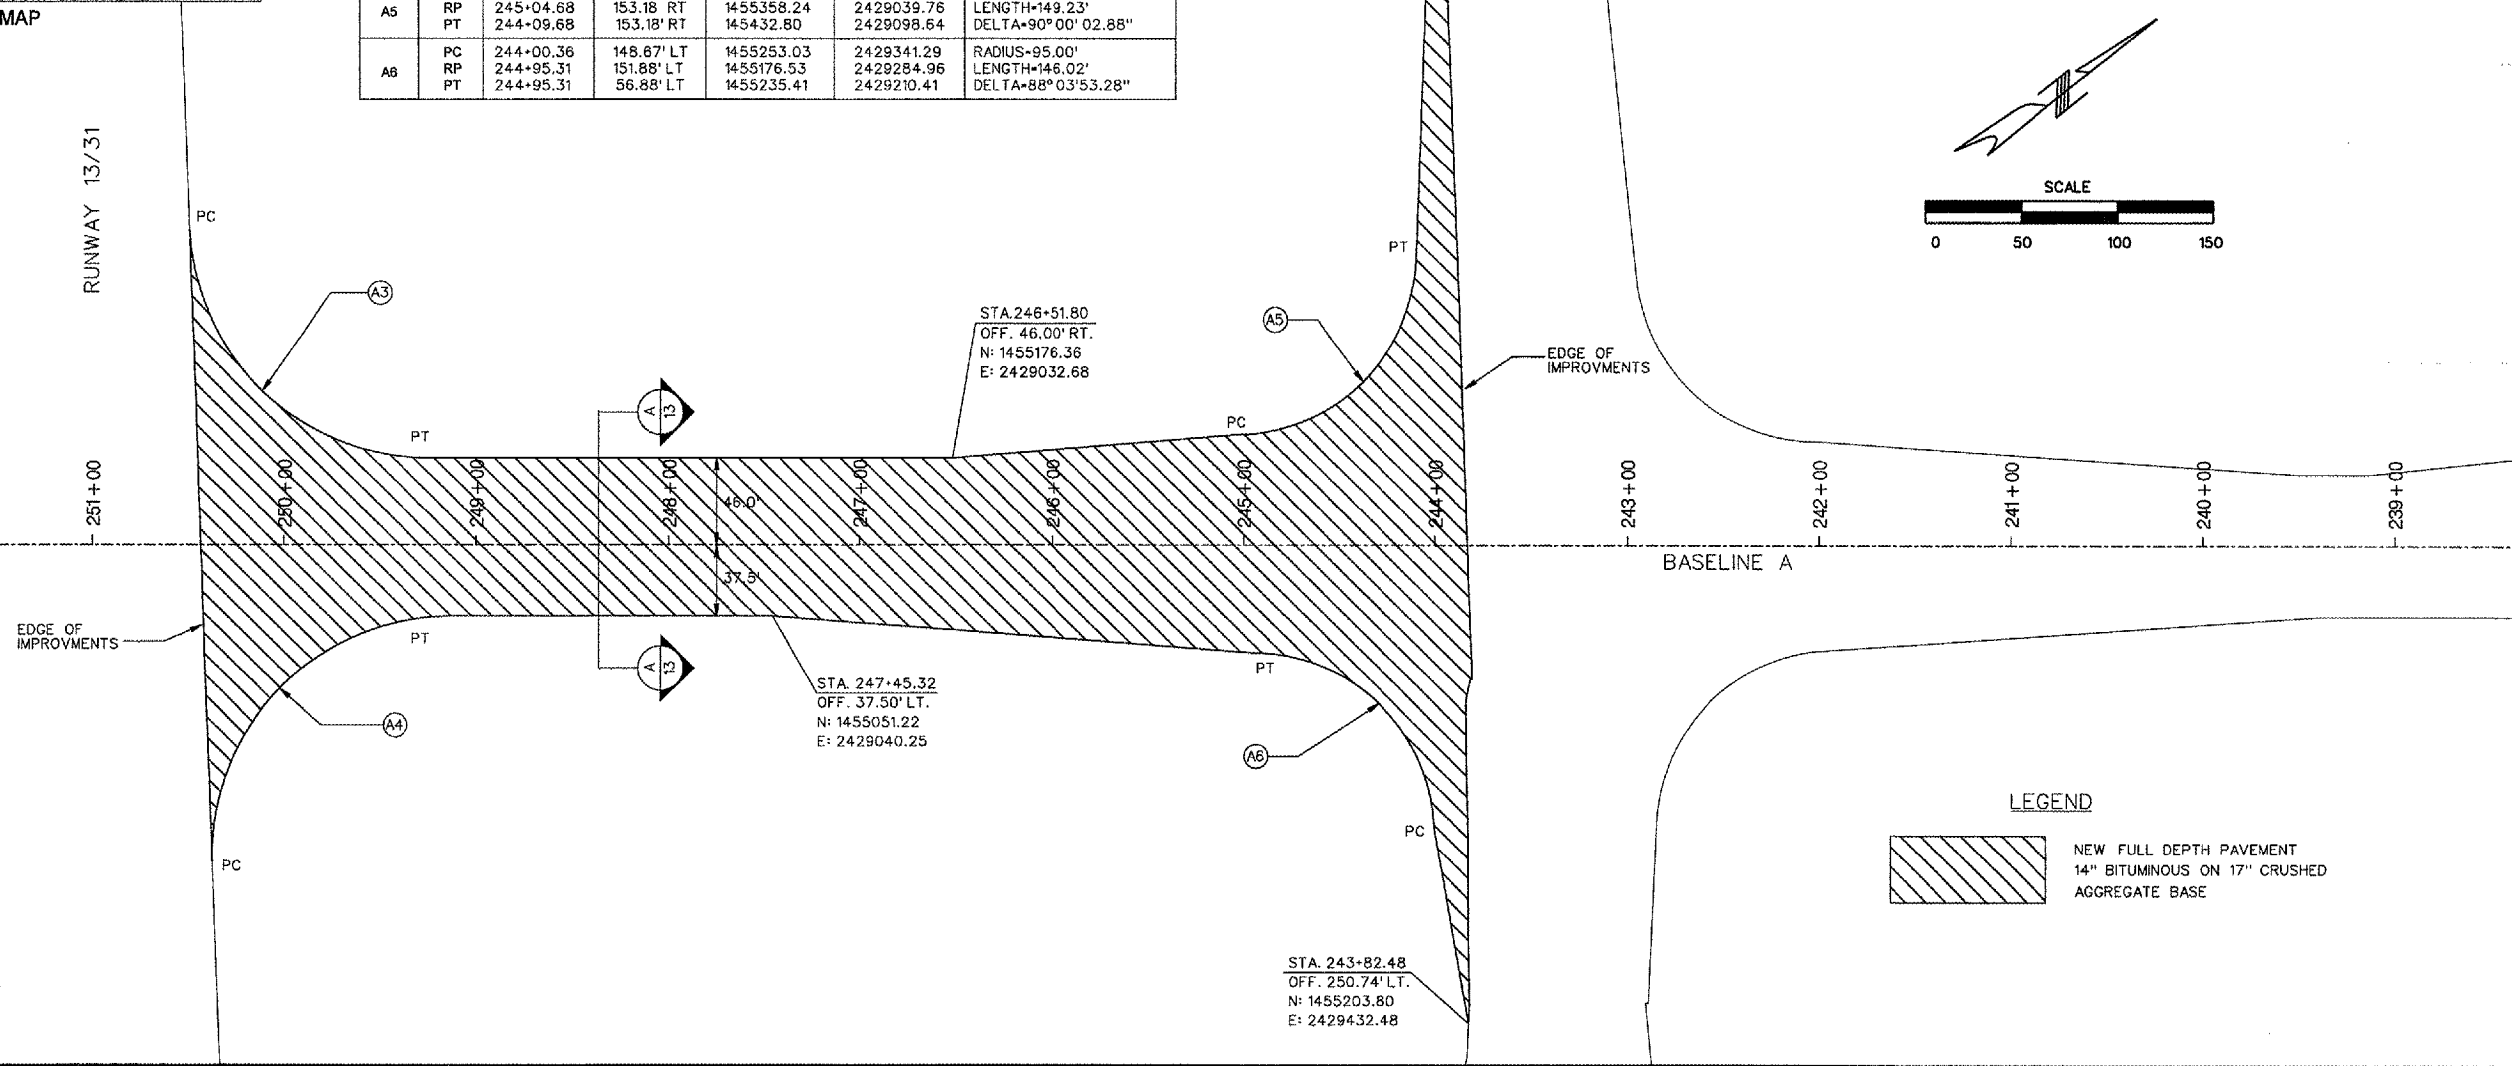 MAP
A5 RP 245+04.68 153.18 RT 1455358.24 2429039.76 LENGTH=149.23'
PT 244+09.68 153.18' RT 145432.80 2429098.64 DELTA=90°00' 02.88"
PC 244+00.36 148.67' LT 1455253.03 2429341.29 RADIUS=95.00'
A6 RP 244+95.31 151.88' LT 1455176.53 2429284.96 LENGTH=146.02'
PT 244+95.31 56.88' LT 1455235.41 2429210.41 DELTA=88°03'53.28"
RUNWAY 13/31
SCALE
0 50 100 150
PC
A3
PT
STA.246+51.80
OFF. 46.00' RT.
N: 1455176.36
E: 2429032.68
A5
PC
PT
EDGE OF
IMPROVMENTS
A
13
251+00
250+00
249+00
248+00
247+00
246+00
245+00
244+00
243+00
242+00
241+00
240+00
239+00
46.0'
37.5'
BASELINE A
EDGE OF
IMPROVMENTS
PT
A4
PC
A
13
STA. 247+45.32
OFF. 37.50' LT.
N: 1455051.22
E: 2429040.25
PT
A6
PC
STA. 243+82.48
OFF. 250.74' LT.
N: 1455203.80
E: 2429432.48
LEGEND
NEW FULL DEPTH PAVEMENT
14" BITUMINOUS ON 17" CRUSHED
AGGREGATE BASE